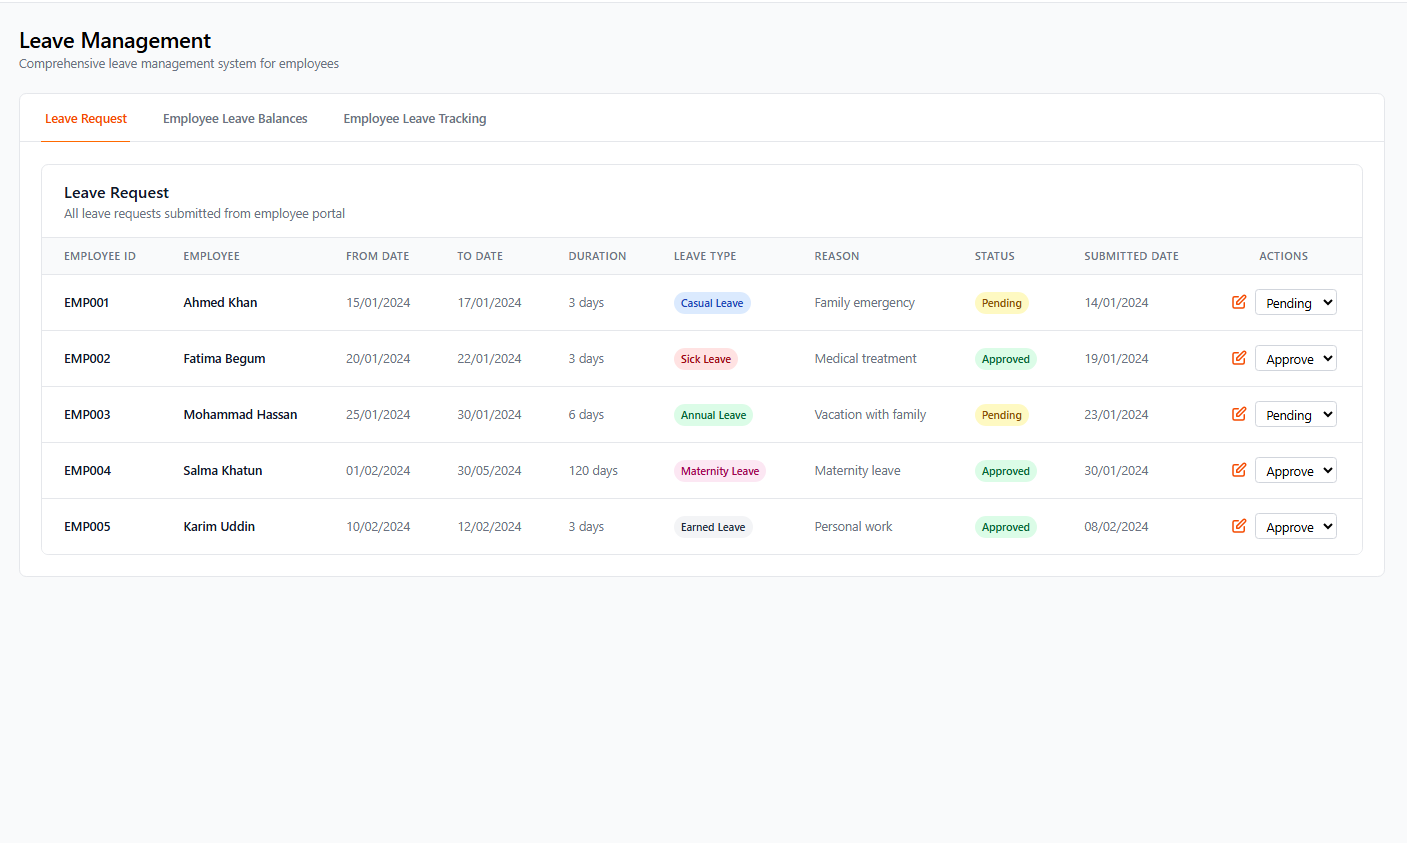 Leave Management
Comprehensive leave management system for employees
Leave Request Employee Leave Balances Employee Leave Tracking
Leave Request
All leave requests submitted from employee portal
EMPLOYEE ID EMPLOYEE FROM DATE TO DATE DURATION LEAVE TYPE REASON STATUS SUBMITTED DATE ACTIONS
EMP001 Ahmed Khan 15/01/2024 17/01/2024 3 days Casual Leave Family emergency Pending 14/01/2024 Pending
EMP002 Fatima Begum 20/01/2024 22/01/2024 3 days Sick Leave Medical treatment Approved 19/01/2024 Approve
EMP003 Mohammad Hassan 25/01/2024 30/01/2024 6 days Annual Leave Vacation with family Pending 23/01/2024 Pending
EMP004 Salma Khatun 01/02/2024 30/05/2024 120 days Maternity Leave Maternity leave Approved 30/01/2024 Approve
EMP005 Karim Uddin 10/02/2024 12/02/2024 3 days Earned Leave Personal work Approved 08/02/2024 Approve